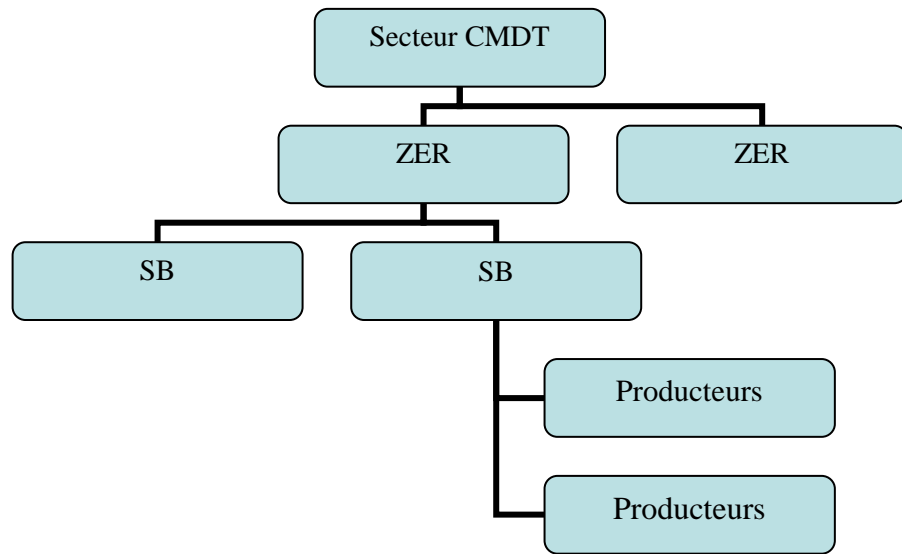 Secteur CMDT
ZER
ZER
SB
SB
Producteurs
Producteurs